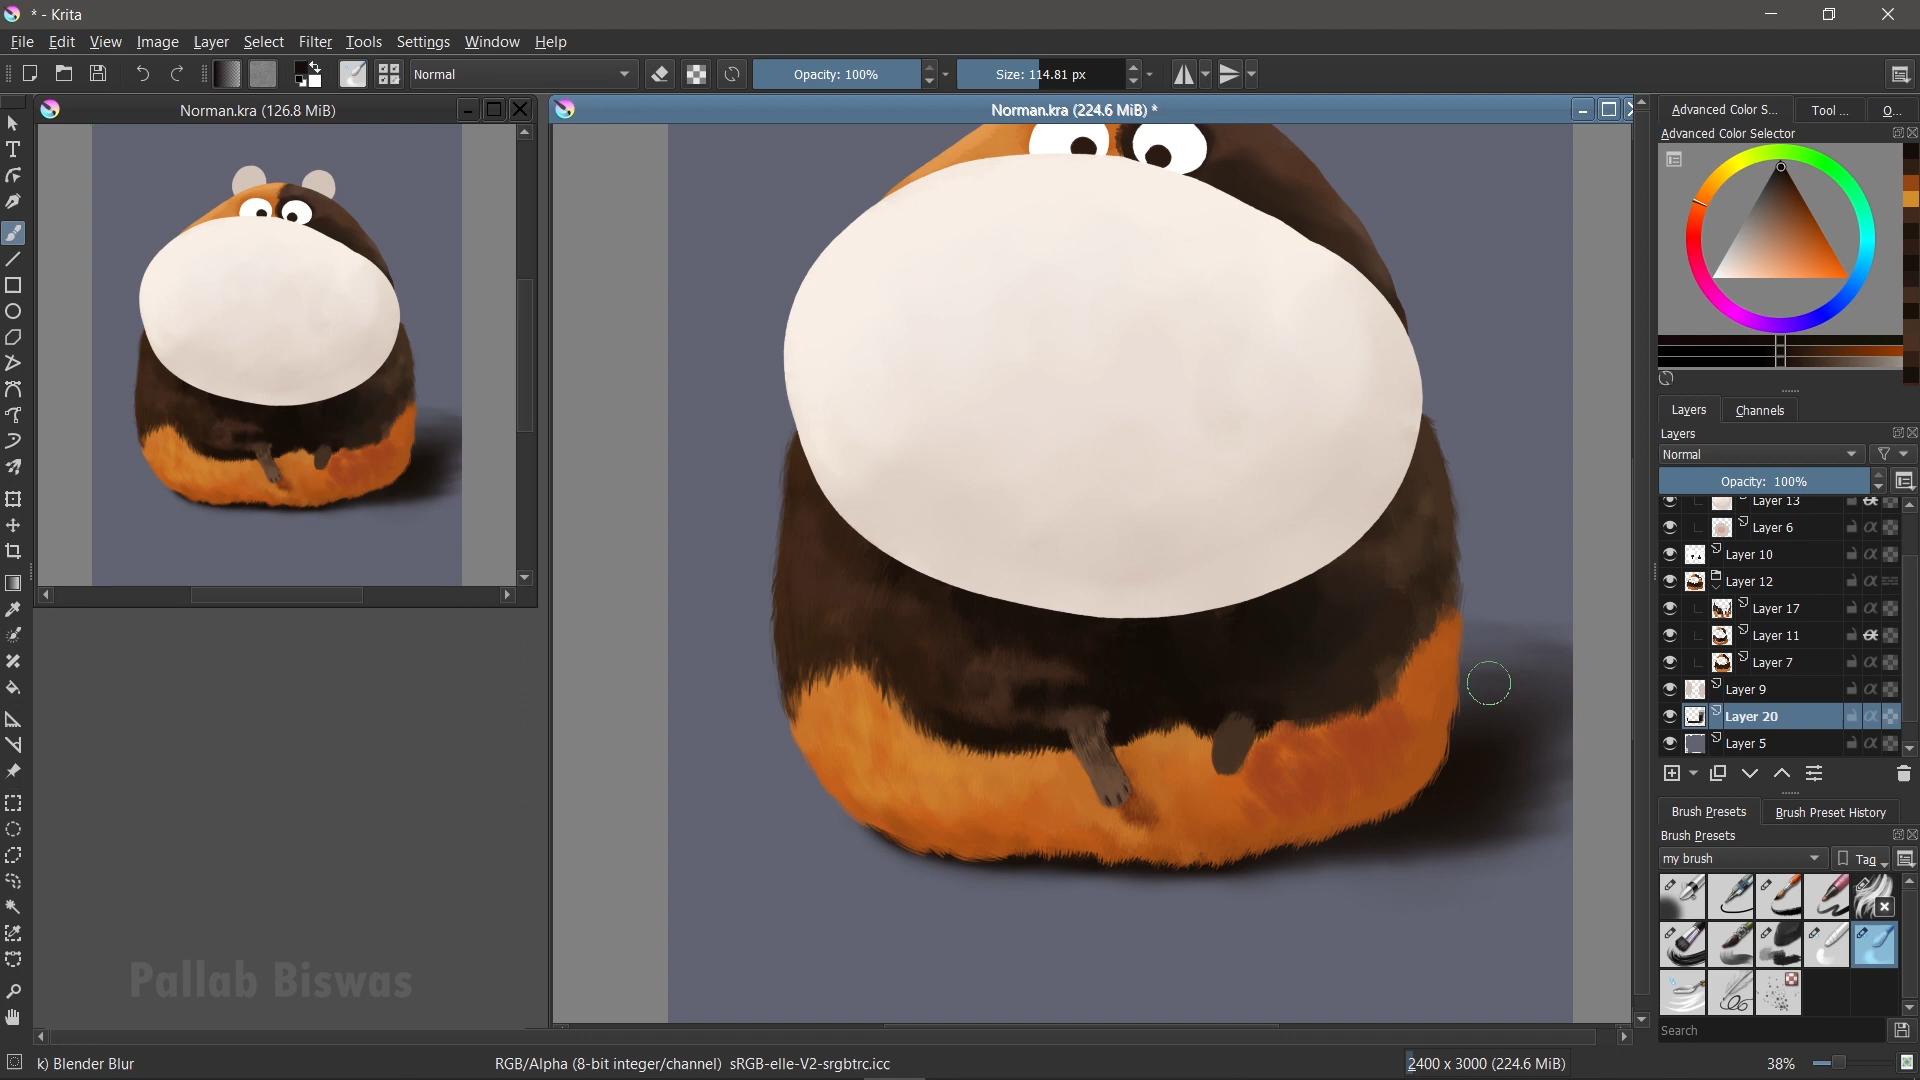 * - Krita
File Edit View Image Layer Select Filter Tools Settings Window Help
Normal
Opacity: 100%
Size: 114.81 px
Norman.kra (126.8 MiB)
Norman.kra (224.6 MiB) *
Advanced Color S... Tool ... O...
Advanced Color Selector
Layers Channels
Layers
Normal
Opacity: 100%
Layer 13
Layer 6
Layer 10
Layer 12
Layer 17
Layer 11
Layer 7
Layer 9
Layer 20
Layer 5
Brush Presets Brush Preset History
Brush Presets
my brush
Tag
Search
Pallab Biswas
k) Blender Blur
RGB/Alpha (8-bit integer/channel) sRGB-elle-V2-srgbtrc.icc
2400 x 3000 (224.6 MiB)
38%